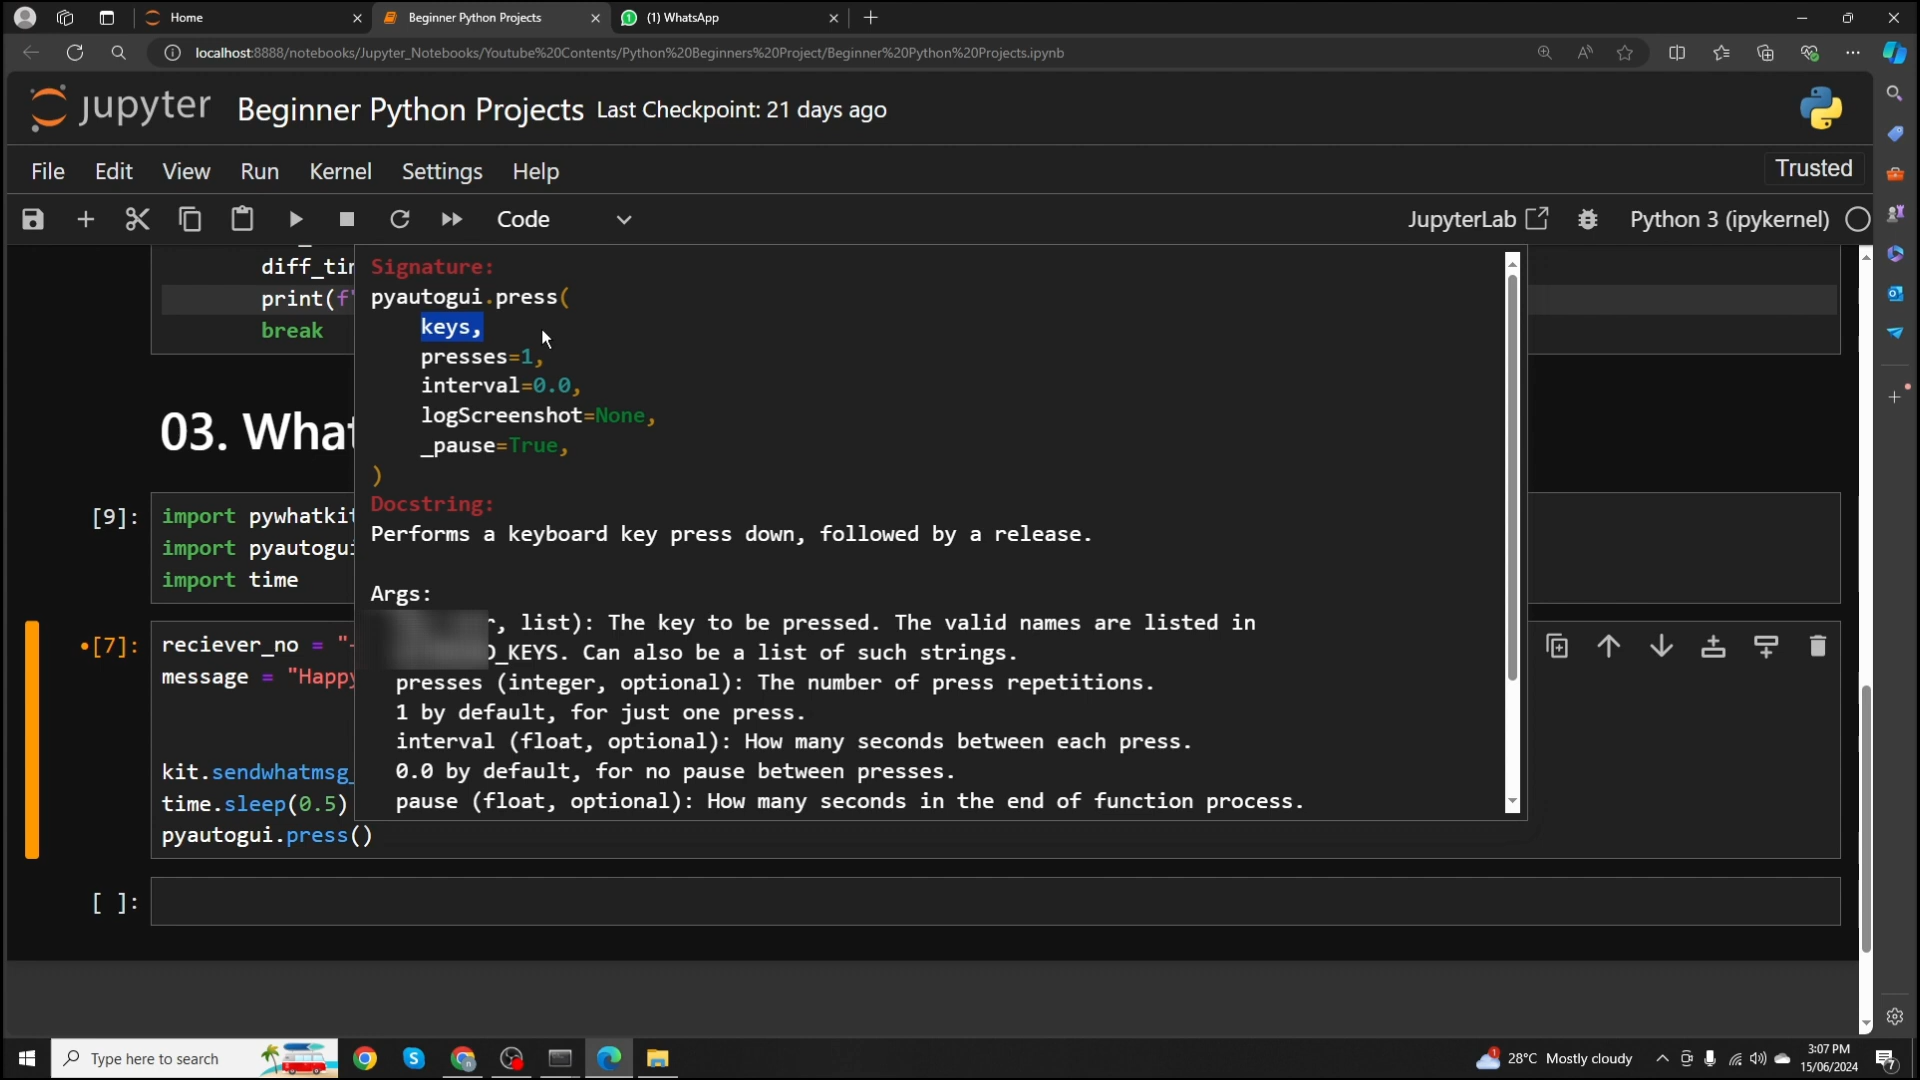 Home
Beginner Python Projects
(1) WhatsApp
localhost:8888/notebooks/Jupyter_Notebooks/Youtube%20Contents/Python%20Beginners%20Project/Beginner%20Python%20Projects.ipynb
jupyter Beginner Python Projects Last Checkpoint: 21 days ago
File Edit View Run Kernel Settings Help Trusted
Code JupyterLab Python 3 (ipykernel)
print(f"
break
Signature:
pyautogui.press(
keys,
presses=1,
interval=0.0,
logScreenshot=None,
_pause=True,
)
Docstring:
Performs a keyboard key press down, followed by a release.
Args:
, list): The key to be pressed. The valid names are listed in
_KEYS. Can also be a list of such strings.
presses (integer, optional): The number of press repetitions.
1 by default, for just one press.
interval (float, optional): How many seconds between each press.
0.0 by default, for no pause between presses.
pause (float, optional): How many seconds in the end of function process.
03.
[9]: import pywhatkit
import pyautogui
import time
[7]: reciever_no = "
message = "Happy
kit.sendwhatmsg_
time.sleep(0.5)
pyautogui.press()
[ ]:
Type here to search
28°C Mostly cloudy
3:07 PM
15/06/2024
7